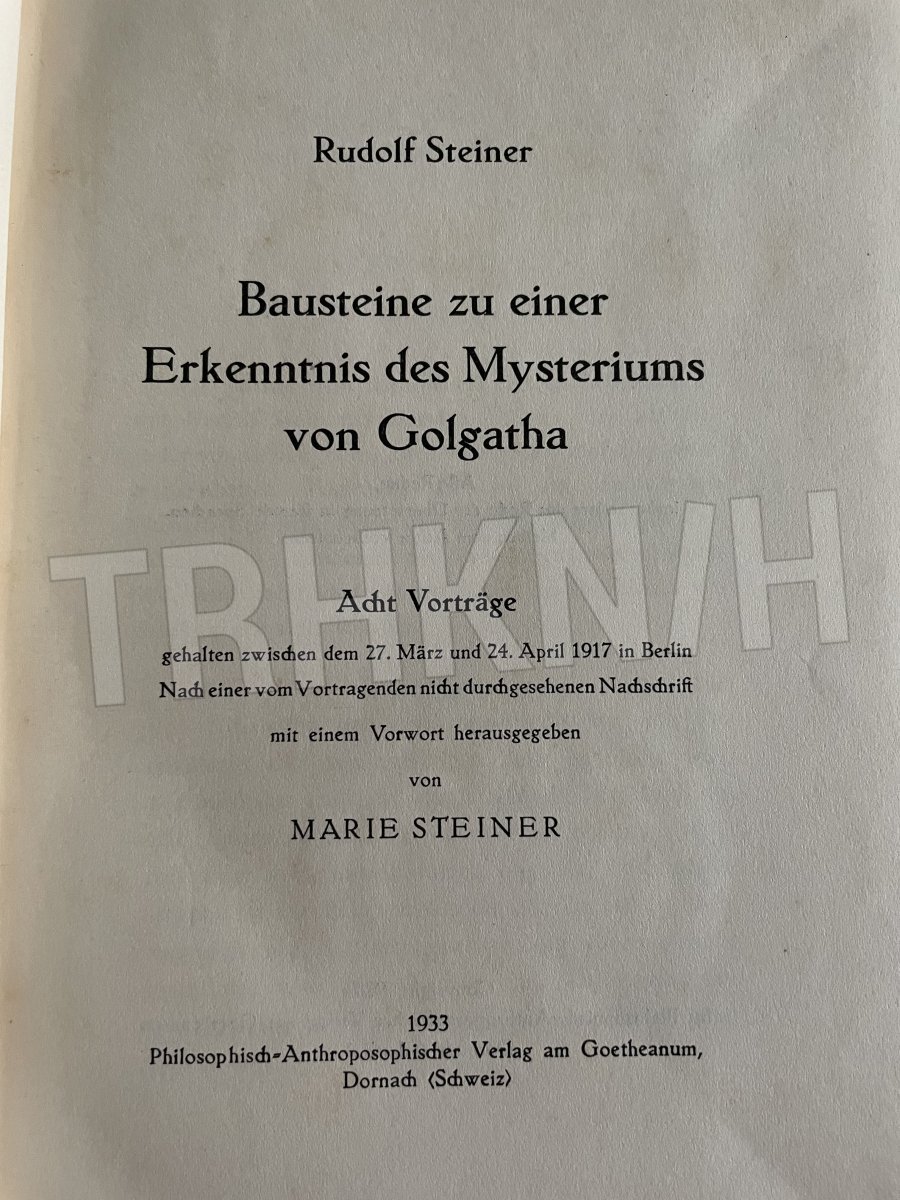 Rudolf Steiner
Bausteine zu einer
Erkenntnis des Mysteriums
von Golgatha
TRHKN/H
Acht Vorträge
gehalten zwischen dem 27. März und 24. April 1917 in Berlin
Nach einer vom Vortragenden nicht durchgesehenen Nachschrift
mit einem Vorwort herausgegeben
von
MARIE STEINER
1933
Philosophisch-Anthroposophischer Verlag am Goetheanum,
Dornach (Schweiz)